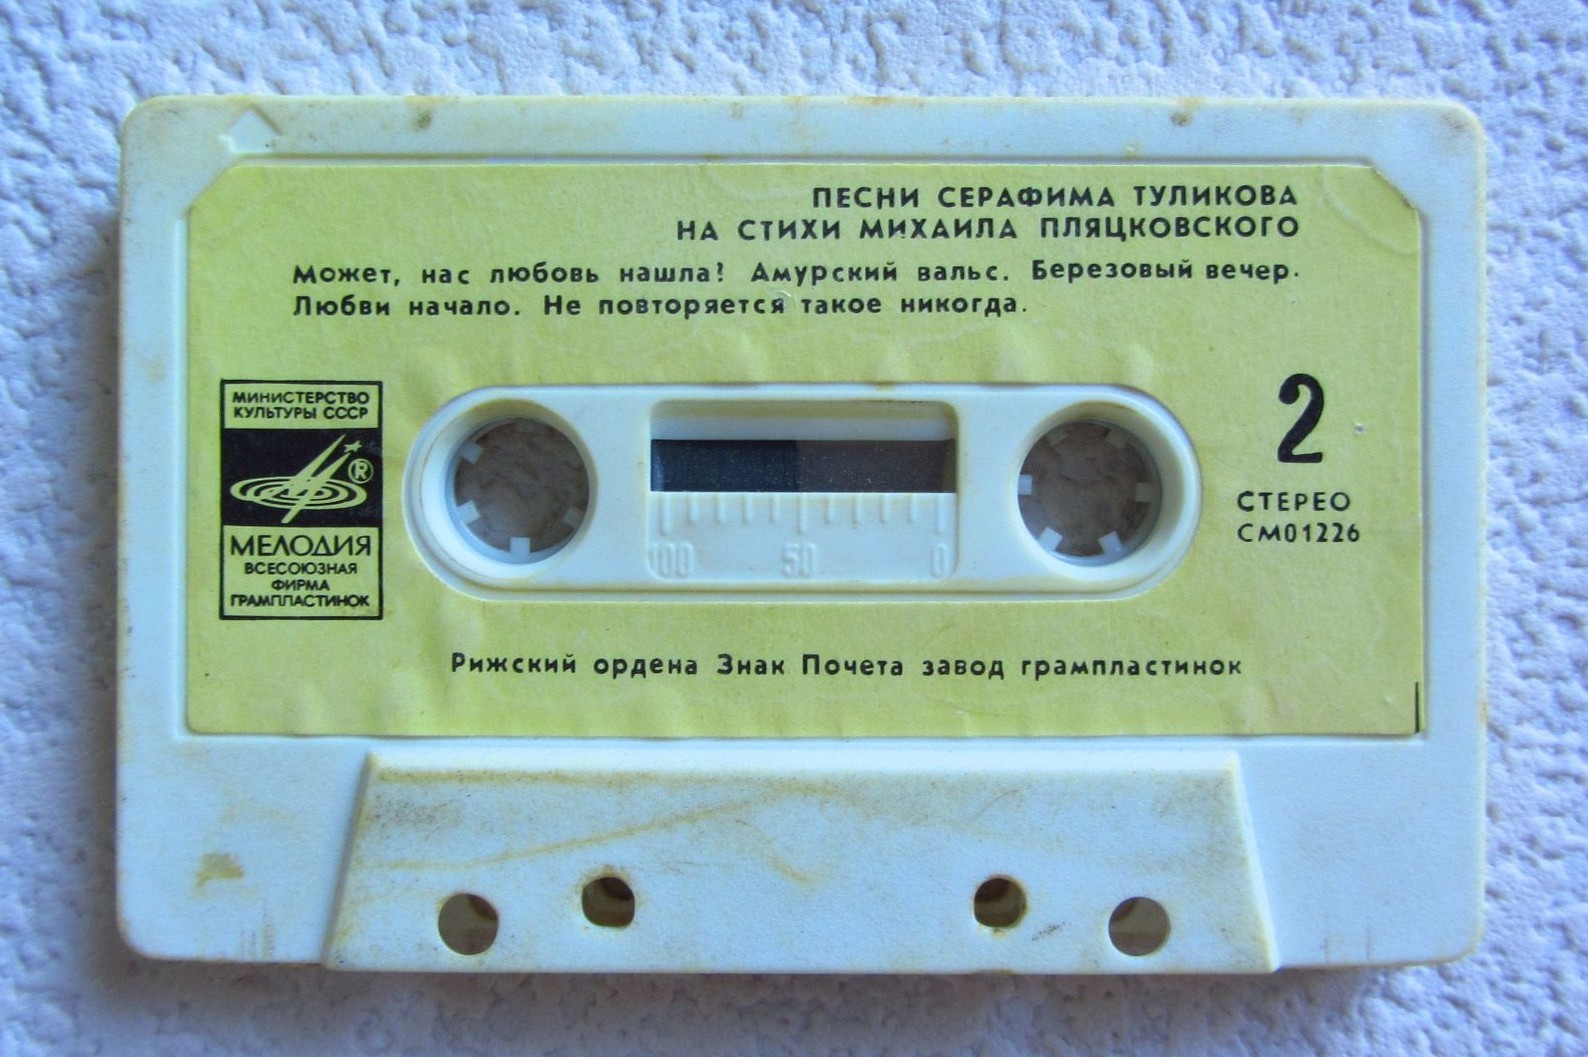 ПЕСНИ СЕРАФИМА ТУЛИКОВА
НА СТИХИ МИХАИЛА ПЛЯЦКОВСКОГО
Может, нас любовь нашла! Амурский вальс. Березовый вечер.
Любви начало. Не повторяется такое никогда.
МИНИСТЕРСТВО
КУЛЬТУРЫ СССР
®
МЕЛОДИЯ
ВСЕСОЮЗНАЯ
ФИРМА
ГРАМПЛАСТИНОК
100 50 0
2
СТЕРЕО
СМ01226
Рижский ордена Знак Почета завод грампластинок